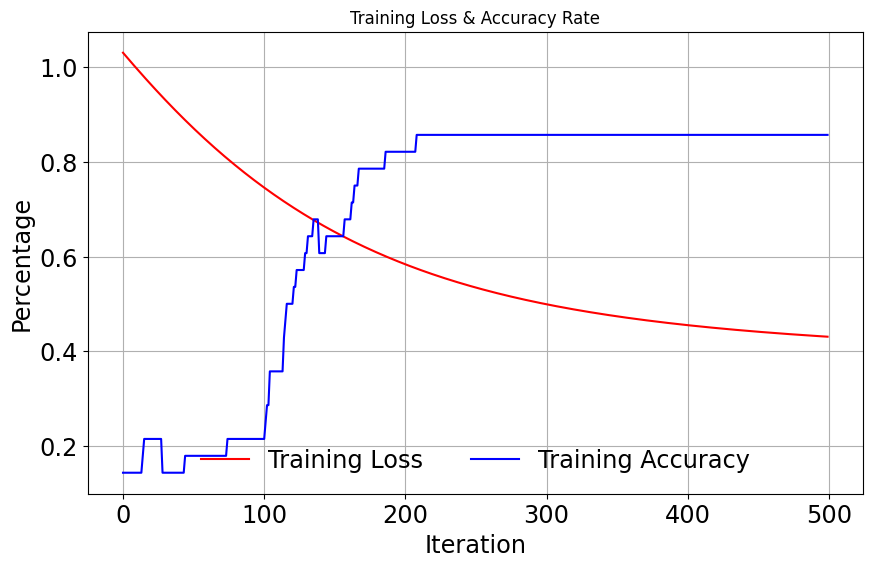 Training Loss & Accuracy Rate
1.0
0.8
0.6
0.4
0.2
Percentage
Training Loss Training Accuracy
0 100 200 300 400 500
Iteration